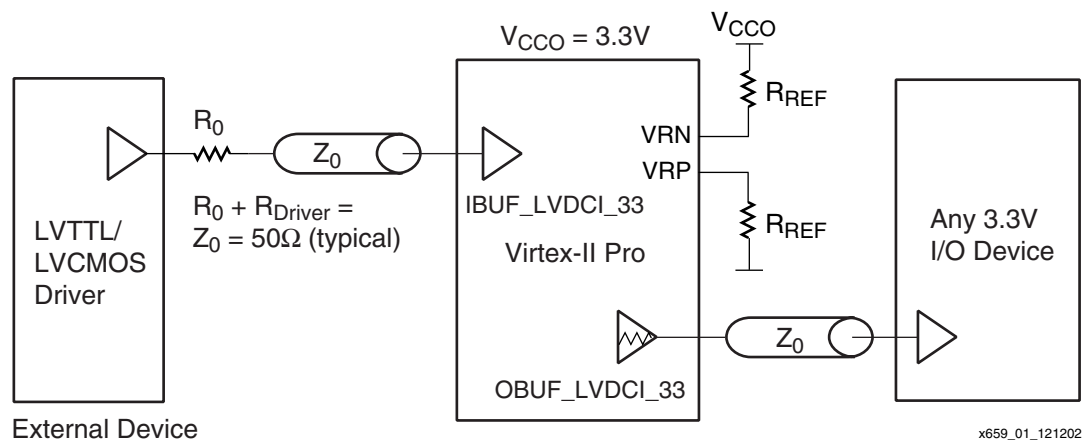 V_CCO = 3.3V
V_CCO
R_REF
R_0
Z_0
VRN
VRP
IBUF_LVDCI_33
Virtex-II Pro
R_0 + R_Driver =
Z_0 = 50Ω (typical)
LVTTL/
LVCMOS
Driver
R_REF
Any 3.3V
I/O Device
Z_0
OBUF_LVDCI_33
External Device
x659_01_121202